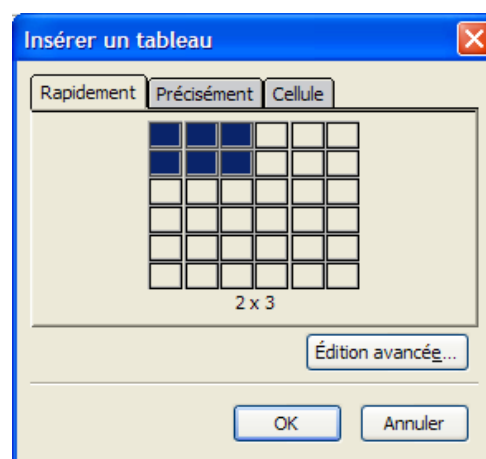 Insérer un tableau
Rapidement Précisément Cellule
2 x 3
Édition avancée...
OK Annuler